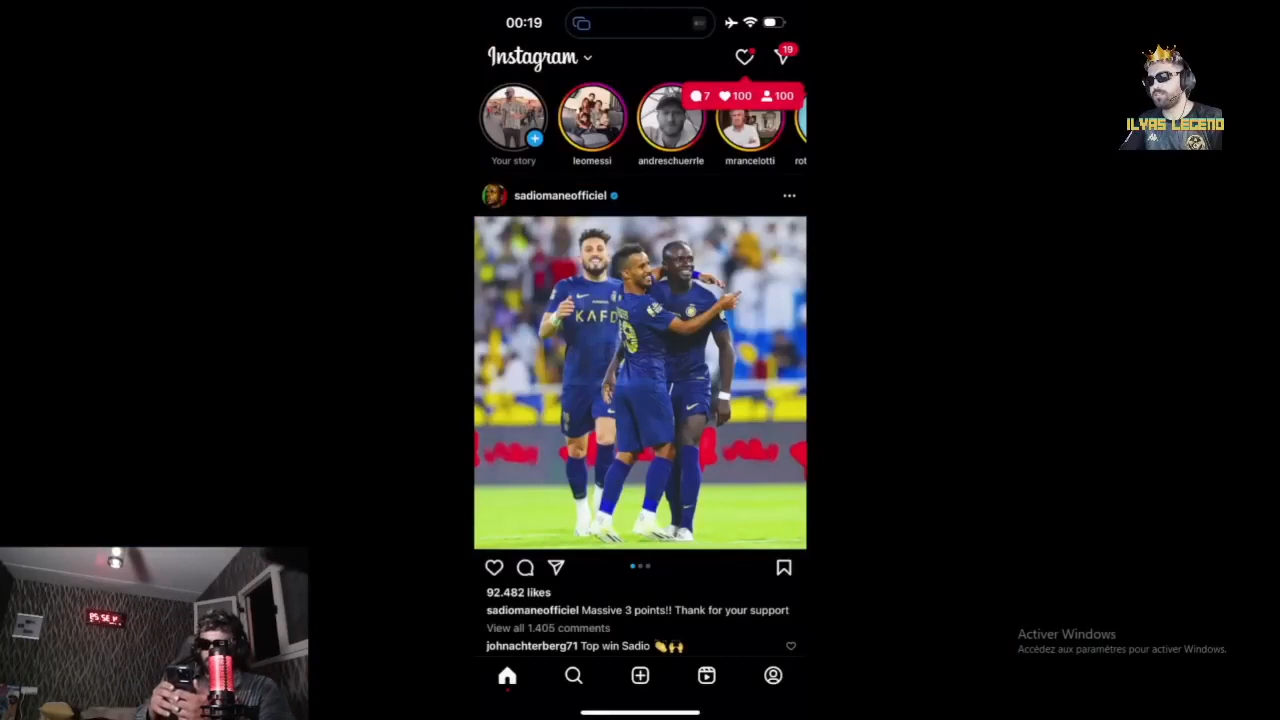 00:19
Instagram
19
7 100 100
Your story
leomessi
andreschuerrle
mrancelotti
rot
sadiomaneofficiel
KAFD
92.482 likes
sadiomaneofficiel Massive 3 points!! Thank for your support
View all 1.405 comments
johnachterberg71 Top win Sadio 👏🙌
ILYAS LEGEND
Activer Windows
Accédez aux paramètres pour activer Windows.